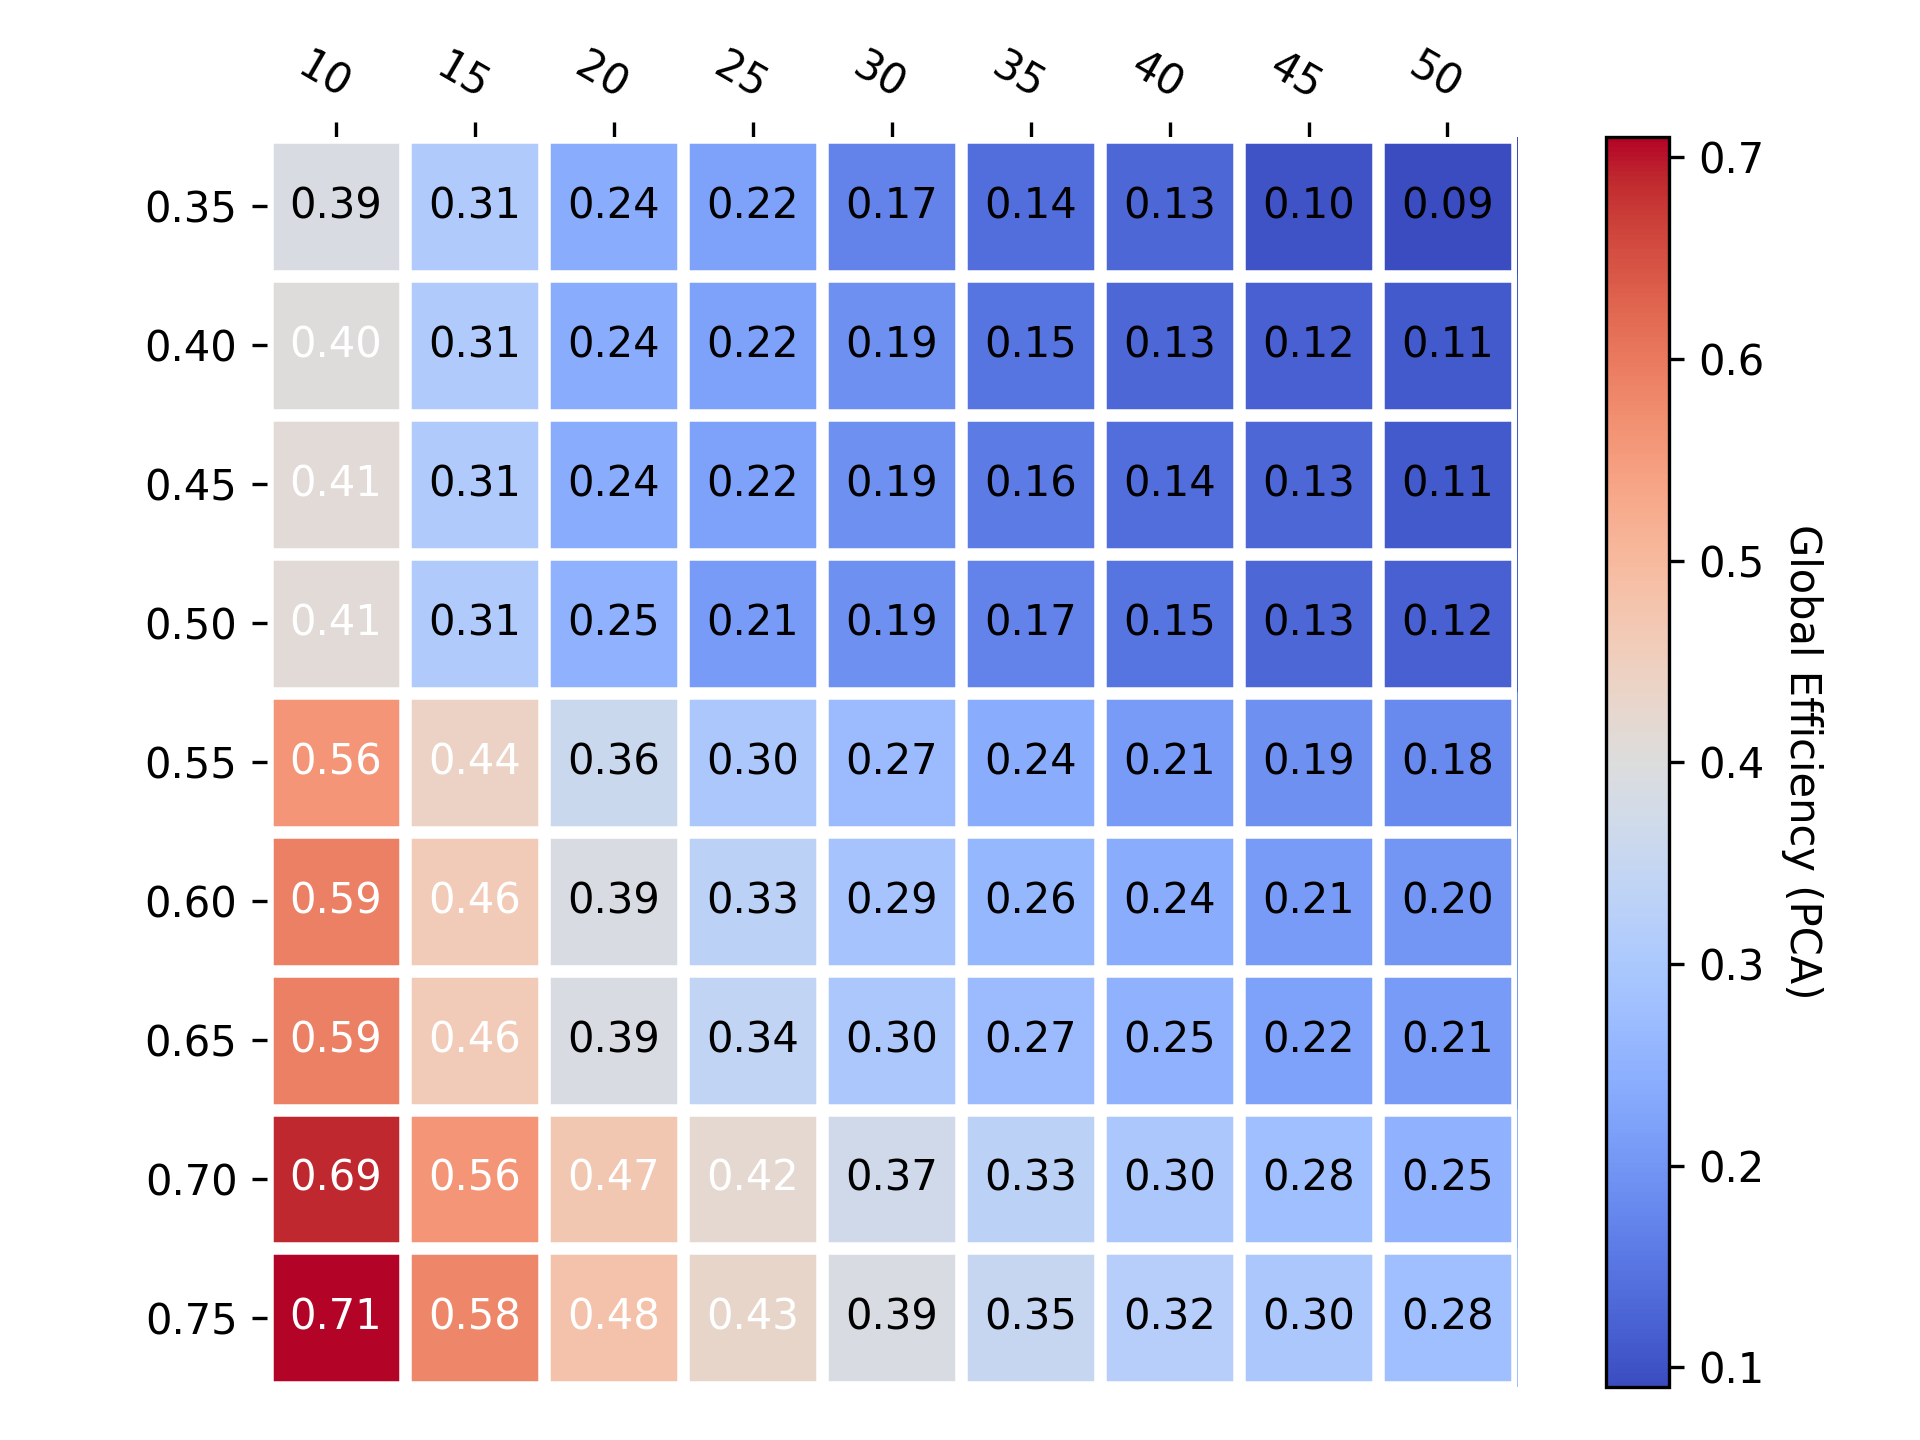 10 15 20 25 30 35 40 45 50
0.35 0.39 0.31 0.24 0.22 0.17 0.14 0.13 0.10 0.09
0.40 0.40 0.31 0.24 0.22 0.19 0.15 0.13 0.12 0.11
0.45 0.41 0.31 0.24 0.22 0.19 0.16 0.14 0.13 0.11
0.50 0.41 0.31 0.25 0.21 0.19 0.17 0.15 0.13 0.12
0.55 0.56 0.44 0.36 0.30 0.27 0.24 0.21 0.19 0.18
0.60 0.59 0.46 0.39 0.33 0.29 0.26 0.24 0.21 0.20
0.65 0.59 0.46 0.39 0.34 0.30 0.27 0.25 0.22 0.21
0.70 0.69 0.56 0.47 0.42 0.37 0.33 0.30 0.28 0.25
0.75 0.71 0.58 0.48 0.43 0.39 0.35 0.32 0.30 0.28
0.7
0.6
0.5
0.4
0.3
0.2
0.1
Global Efficiency (PCA)